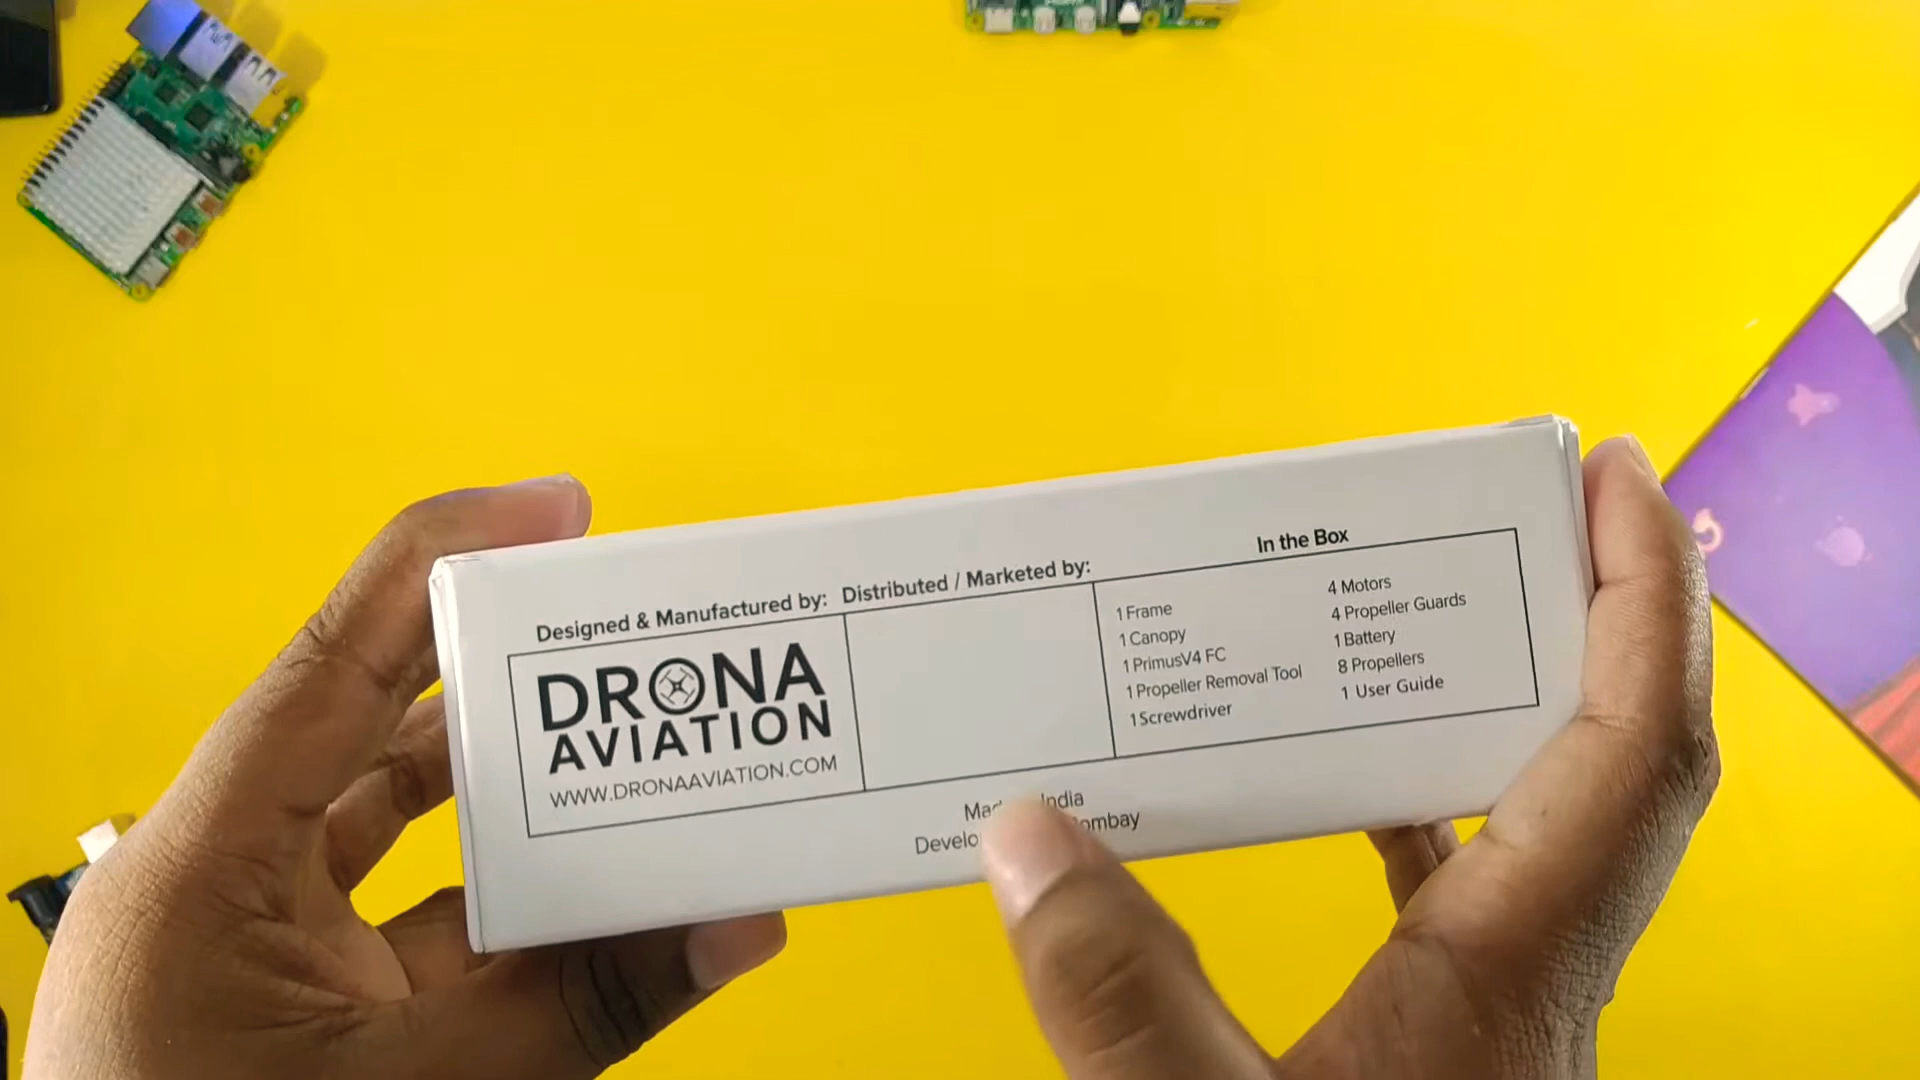 Designed & Manufactured by:
DRONA
AVIATION
WWW.DRONAAVIATION.COM
Distributed / Marketed by:
In the Box
1 Frame
1 Canopy
1 PrimusV4 FC
1 Propeller Removal Tool
1 Screwdriver
4 Motors
4 Propeller Guards
1 Battery
8 Propellers
1 User Guide
India